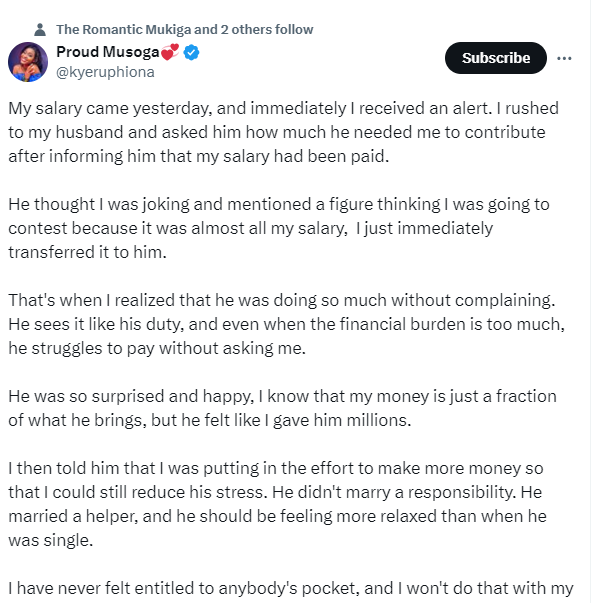 The Romantic Mukiga and 2 others follow
Proud Musoga💞
@kyeruphiona
Subscribe
My salary came yesterday, and immediately I received an alert. I rushed
to my husband and asked him how much he needed me to contribute
after informing him that my salary had been paid.
He thought I was joking and mentioned a figure thinking I was going to
contest because it was almost all my salary,  I just immediately
transferred it to him.
That's when I realized that he was doing so much without complaining.
He sees it like his duty, and even when the financial burden is too much,
he struggles to pay without asking me.
He was so surprised and happy, I know that my money is just a fraction
of what he brings, but he felt like I gave him millions.
I then told him that I was putting in the effort to make more money so
that I could still reduce his stress. He didn't marry a responsibility. He
married a helper, and he should be feeling more relaxed than when he
was single.
I have never felt entitled to anybody's pocket, and I won't do that with my